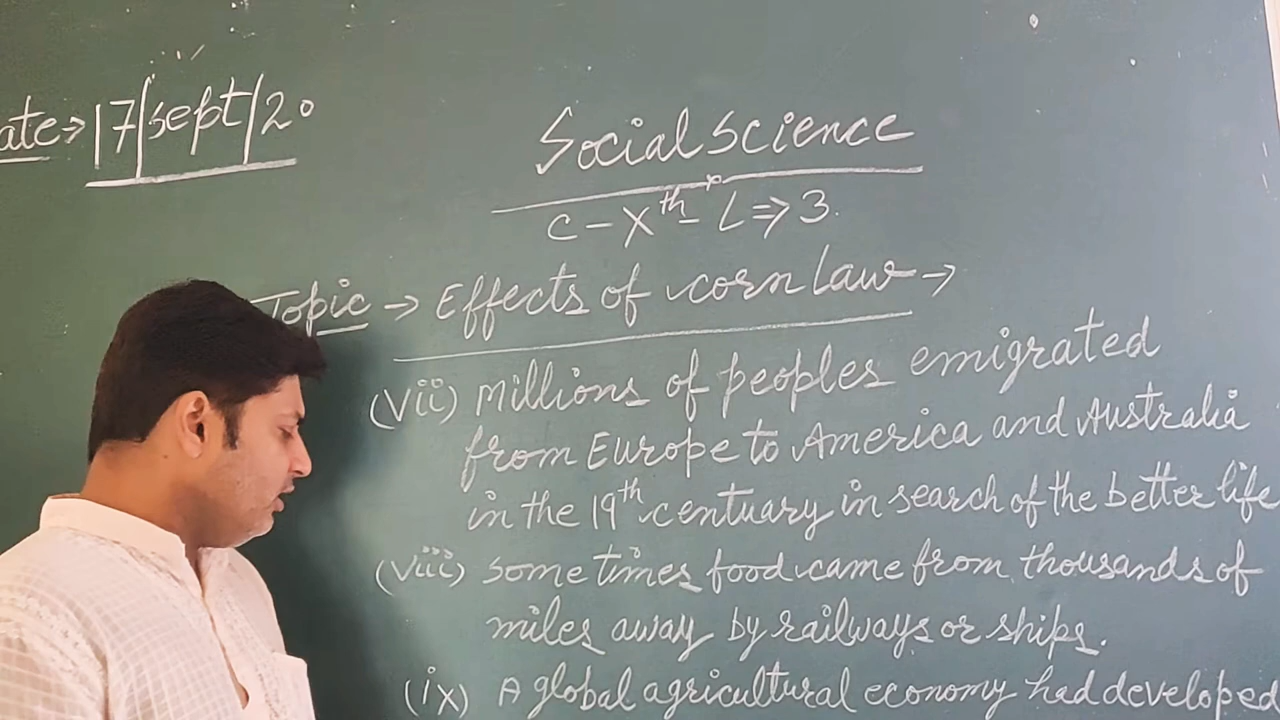 ate → 17/sept/20
Social Science
C - Xth - L ⇒ 3.
Topic → Effects of corn Law →
(vii) Millions of peoples emigrated
from Europe to America and Australia
in the 19th centuary in search of the better life
(viii) Some times food came from thousands of
miles away by railways or ships.
(ix) A global agricultural economy had developed